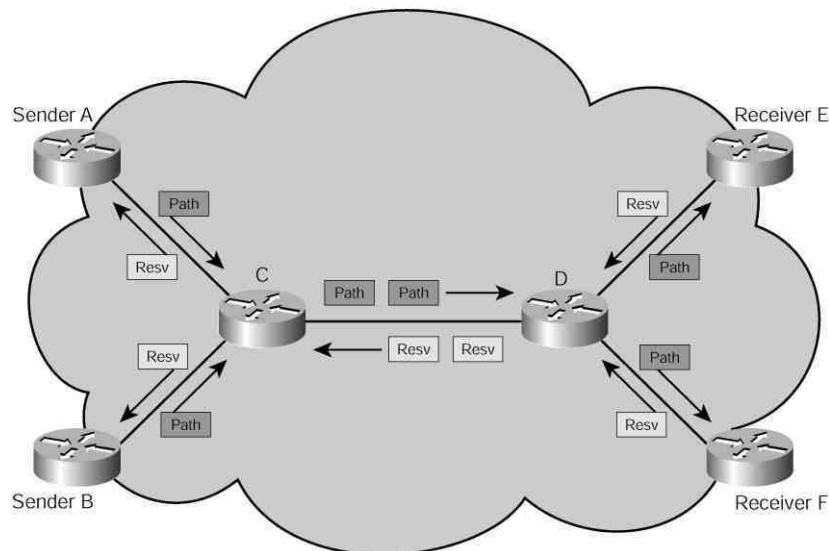 Sender A
Receiver E
Path
Resv
Resv
Path
C
D
Path Path
Resv Resv
Resv
Path
Path
Resv
Sender B
Receiver F